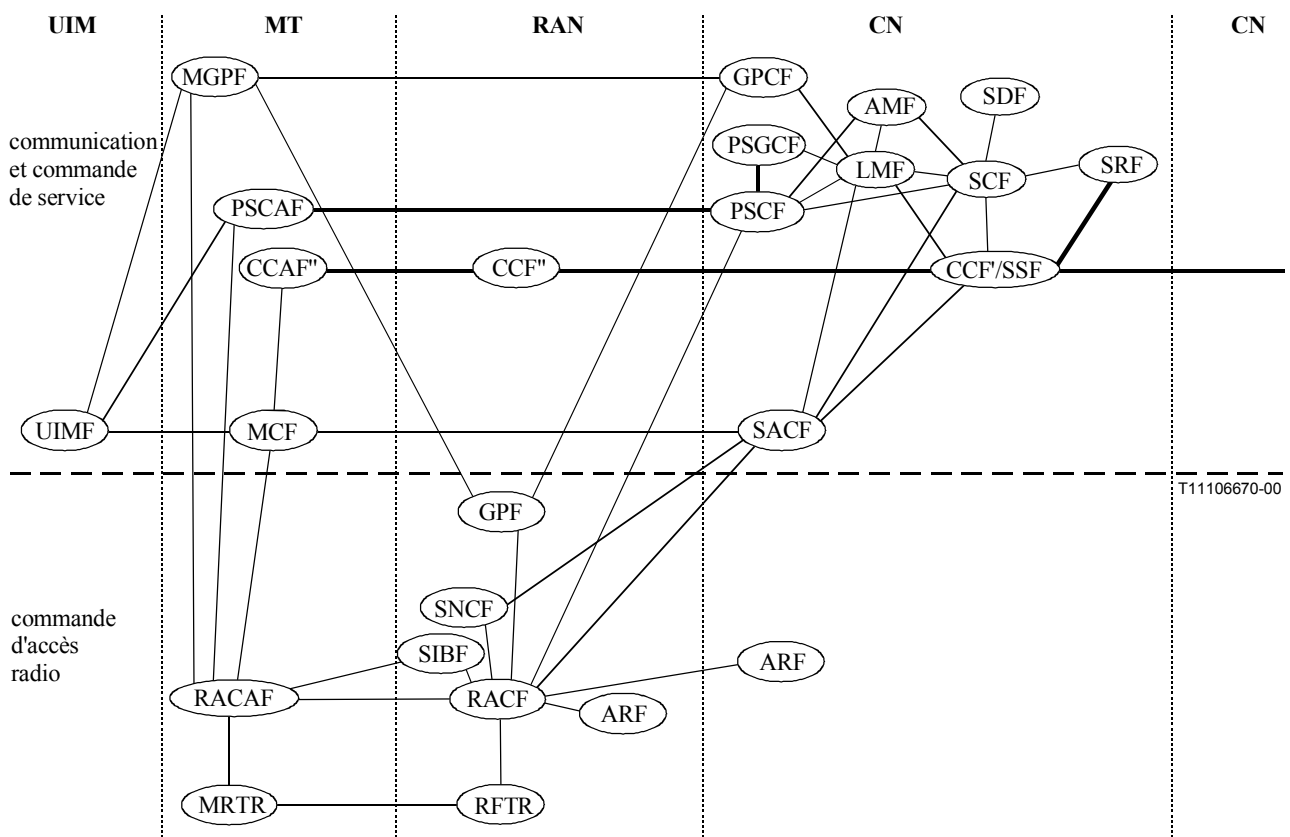 UIM MT RAN CN CN
MGPF GPCF
SDF
AMF
communication
et commande
de service
PSGCF
LMF SCF SRF
PSCAF PSCF
CCAF" CCF" CCF'/SSF
UIMF MCF SACF
T11106670-00
GPF
SNCF
commande
d'accès
radio
SIBF
ARF
RACAF RACF
ARF
MRTR RFTR